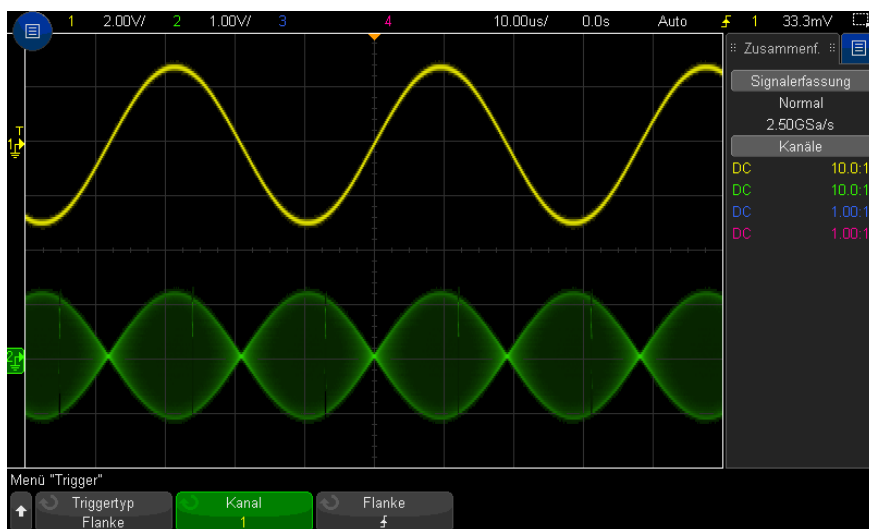 1 2.00V/ 2 1.00V/ 3 4 10.00us/ 0.0s Auto 1 33.3mV
Zusammenf.
Signalerfassung
Normal
2.50GSa/s
Kanäle
DC 10.0:1
DC 10.0:1
DC 1.00:1
DC 1.00:1
T
1
2
Menü "Trigger"
Triggertyp Kanal Flanke
Flanke 1